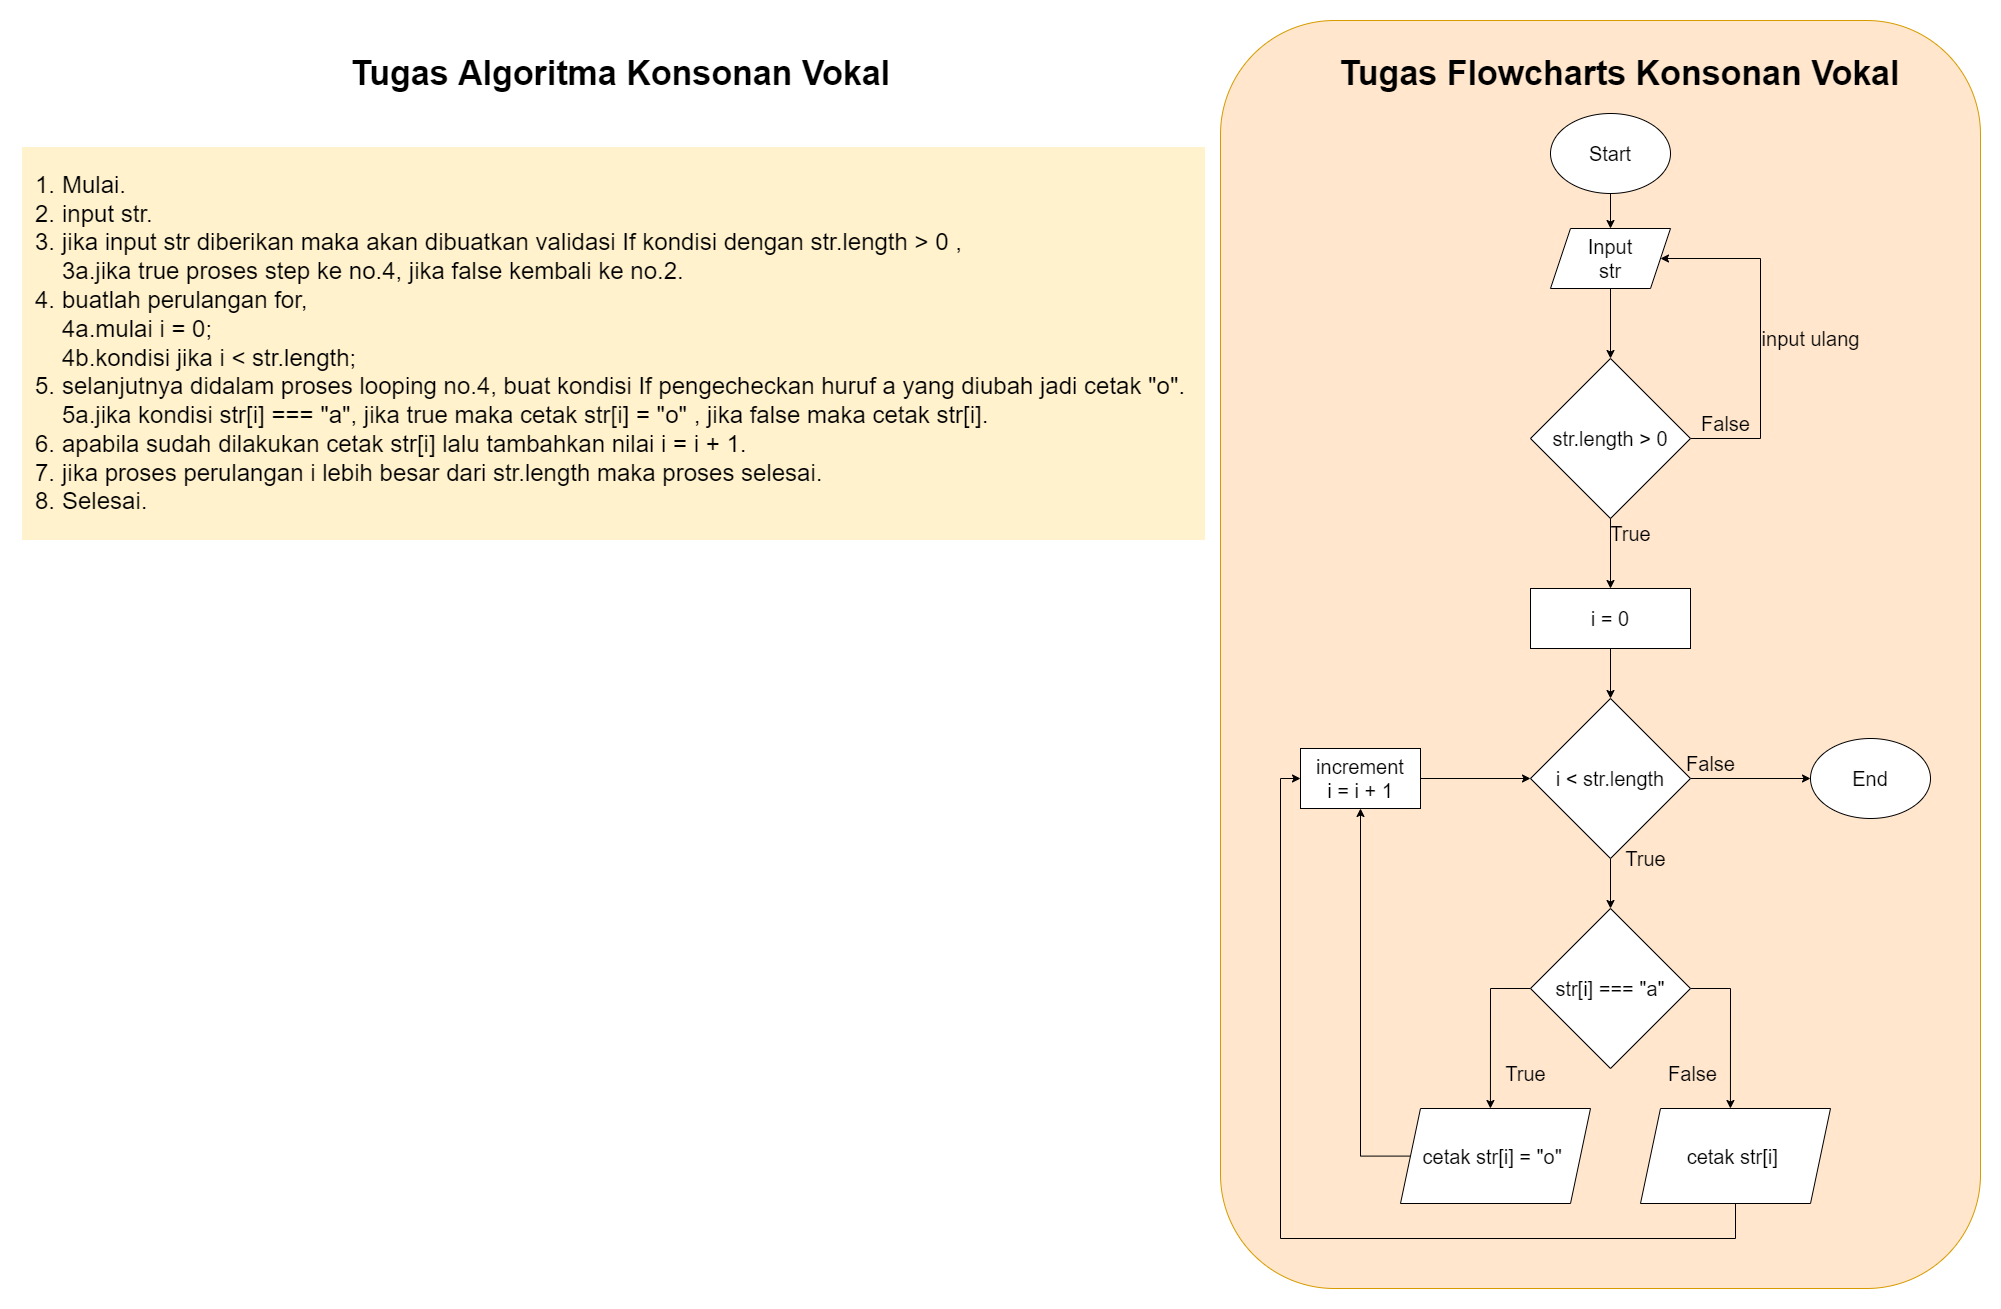 Tugas Algoritma Konsonan Vokal
1. Mulai.
2. input str.
3. jika input str diberikan maka akan dibuatkan validasi If kondisi dengan str.length > 0 ,
3a.jika true proses step ke no.4, jika false kembali ke no.2.
4. buatlah perulangan for,
4a.mulai i = 0;
4b.kondisi jika i < str.length;
5. selanjutnya didalam proses looping no.4, buat kondisi If pengecheckan huruf a yang diubah jadi cetak "o".
5a.jika kondisi str[i] === "a", jika true maka cetak str[i] = "o" , jika false maka cetak str[i].
6. apabila sudah dilakukan cetak str[i] lalu tambahkan nilai i = i + 1.
7. jika proses perulangan i lebih besar dari str.length maka proses selesai.
8. Selesai.
Tugas Flowcharts Konsonan Vokal
Start
Input
str
input ulang
str.length > 0
False
True
i = 0
increment
i = i + 1
i < str.length
False
End
True
str[i] === "a"
True
False
cetak str[i] = "o"
cetak str[i]